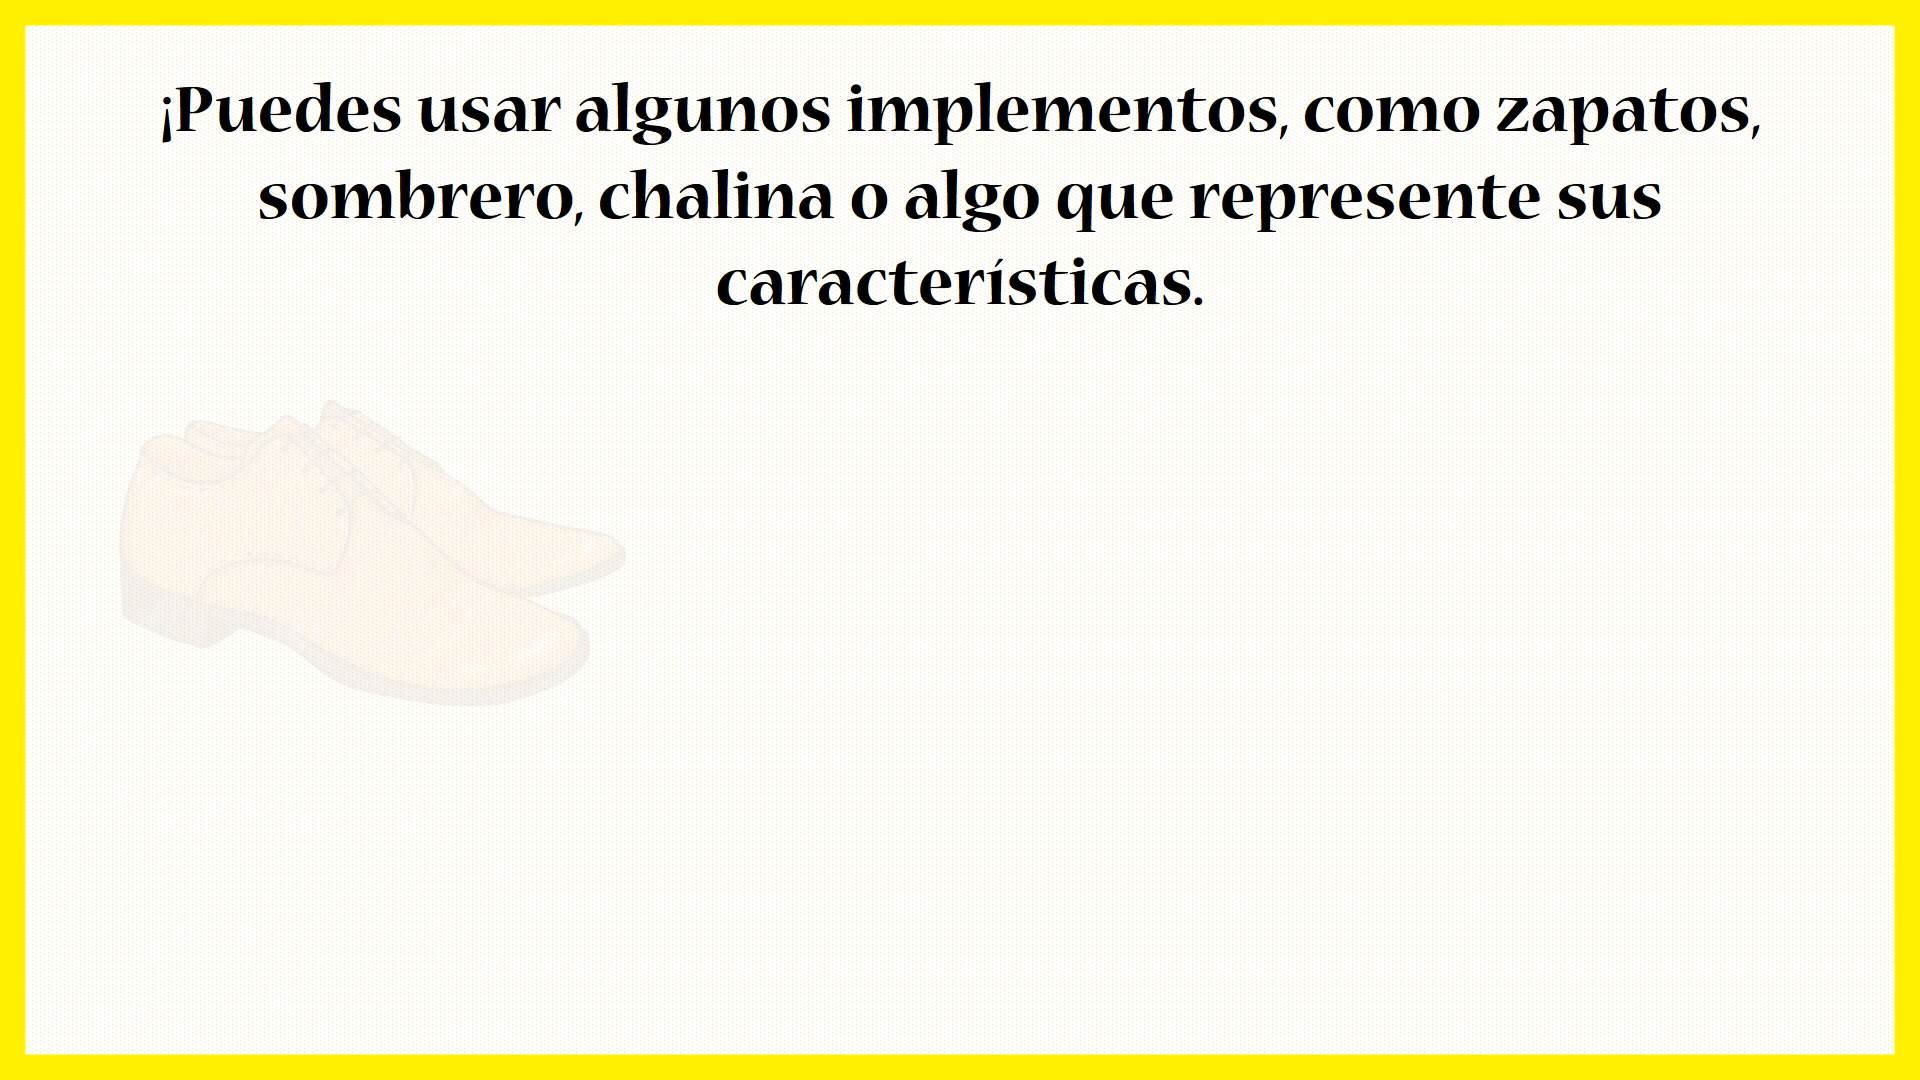 ¡Puedes usar algunos implementos, como zapatos,
sombrero, chalina o algo que represente sus
características.